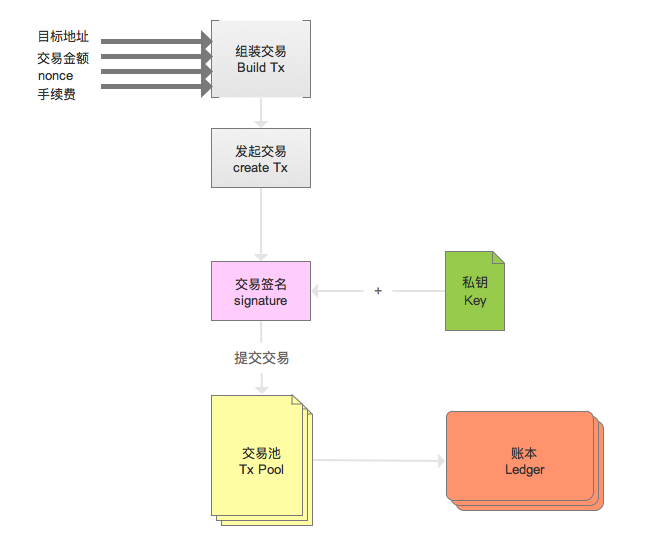 目标地址
交易金额
nonce
手续费
组装交易
Build Tx
发起交易
create Tx
交易签名
signature
+
私钥
Key
提交交易
交易池
Tx Pool
账本
Ledger